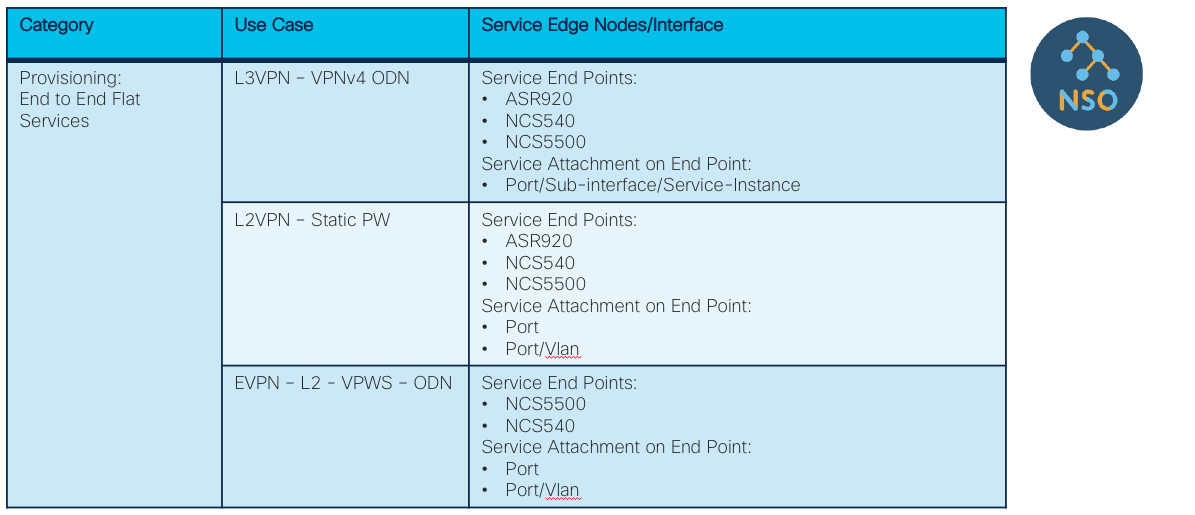 Category
Use Case
Service Edge Nodes/Interface
Provisioning:
End to End Flat
Services
L3VPN – VPNv4 ODN
Service End Points:
• ASR920
• NCS540
• NCS5500
Service Attachment on End Point:
• Port/Sub-interface/Service-Instance
L2VPN – Static PW
Service End Points:
• ASR920
• NCS540
• NCS5500
Service Attachment on End Point:
• Port
• Port/Vlan
EVPN – L2 - VPWS – ODN
Service End Points:
• NCS5500
• NCS540
Service Attachment on End Point:
• Port
• Port/Vlan
NSO